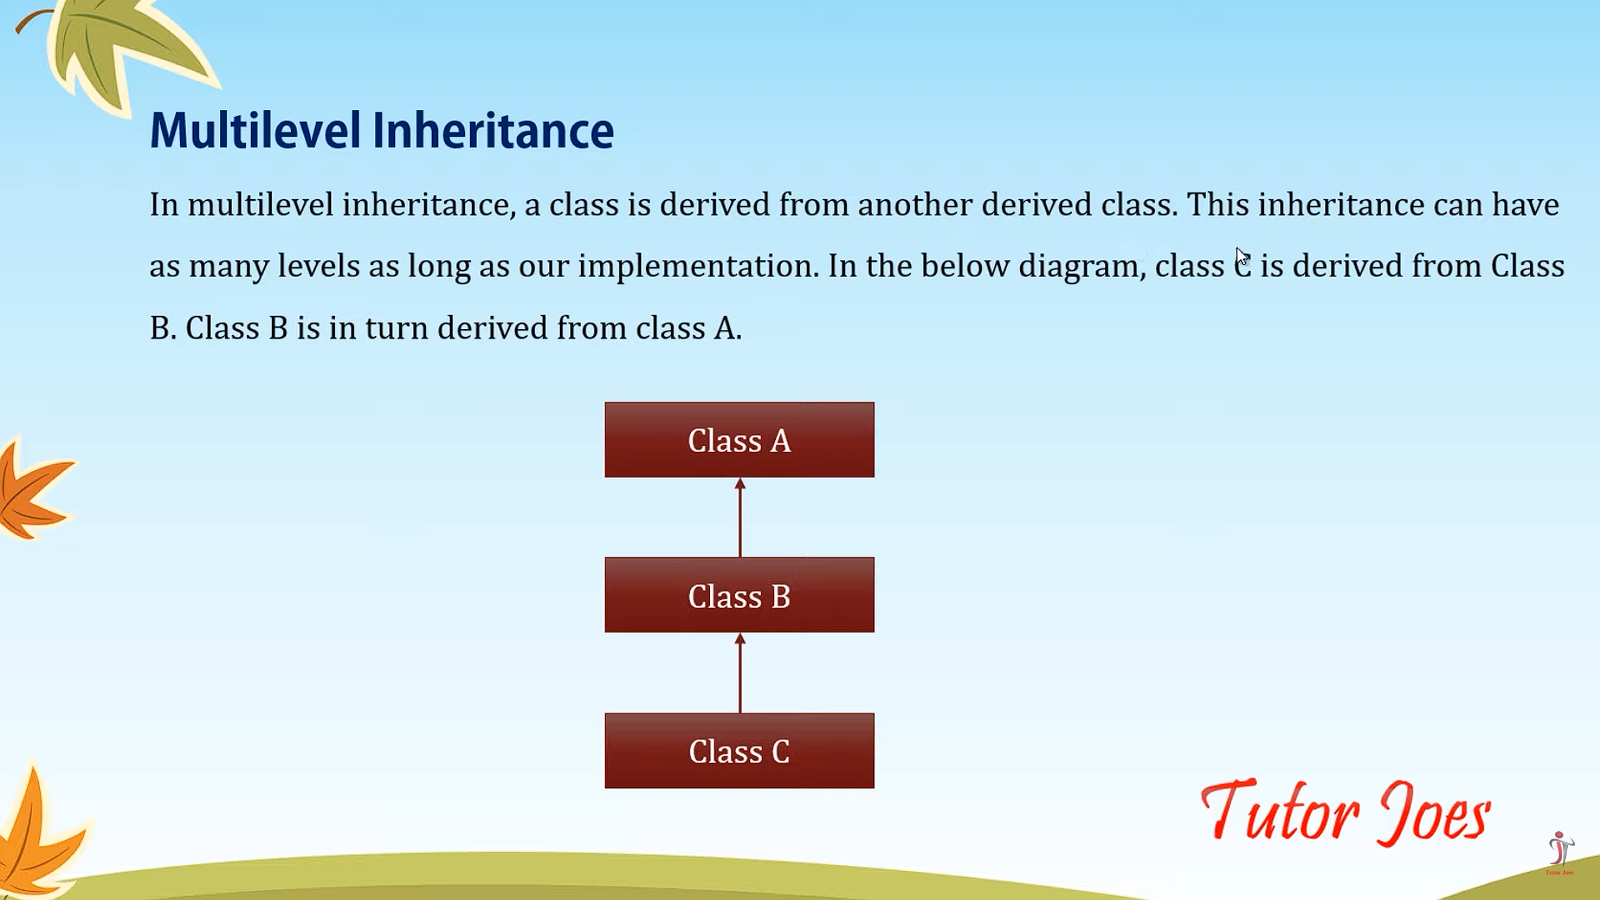 Multilevel Inheritance
In multilevel inheritance, a class is derived from another derived class. This inheritance can have
as many levels as long as our implementation. In the below diagram, class C is derived from Class
B. Class B is in turn derived from class A.
Class A
Class B
Class C
Tutor Joes
Tutor Joes